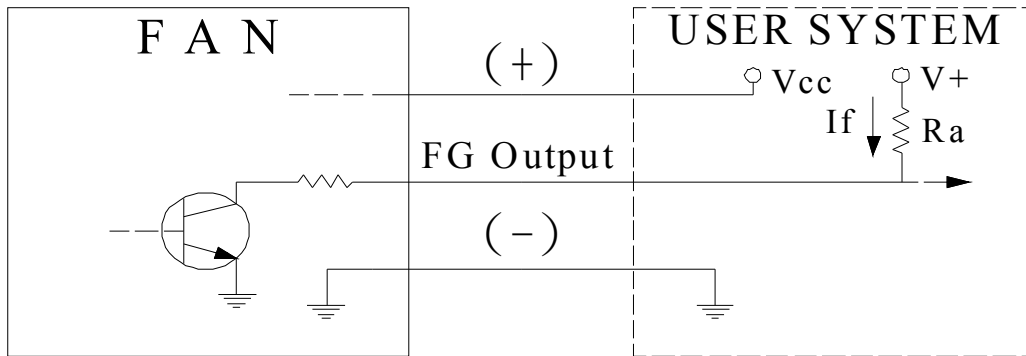 F A N
USER SYSTEM
(+)
Vcc
V+
If
Ra
FG Output
(-)